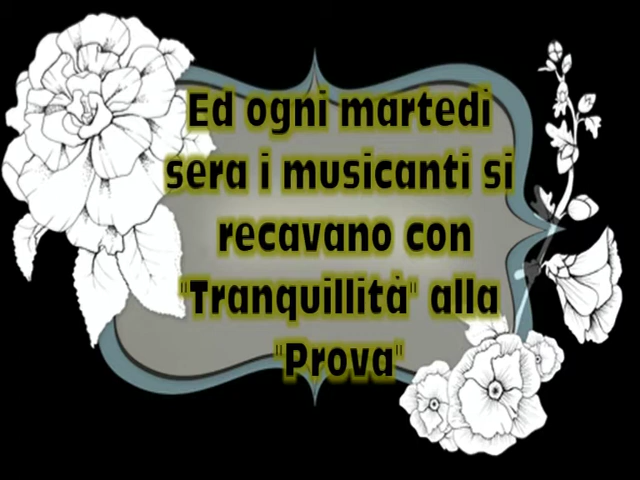 Ed ogni martedi
sera i musicanti si
recavano con
"Tranquillità" alla
"Prova"